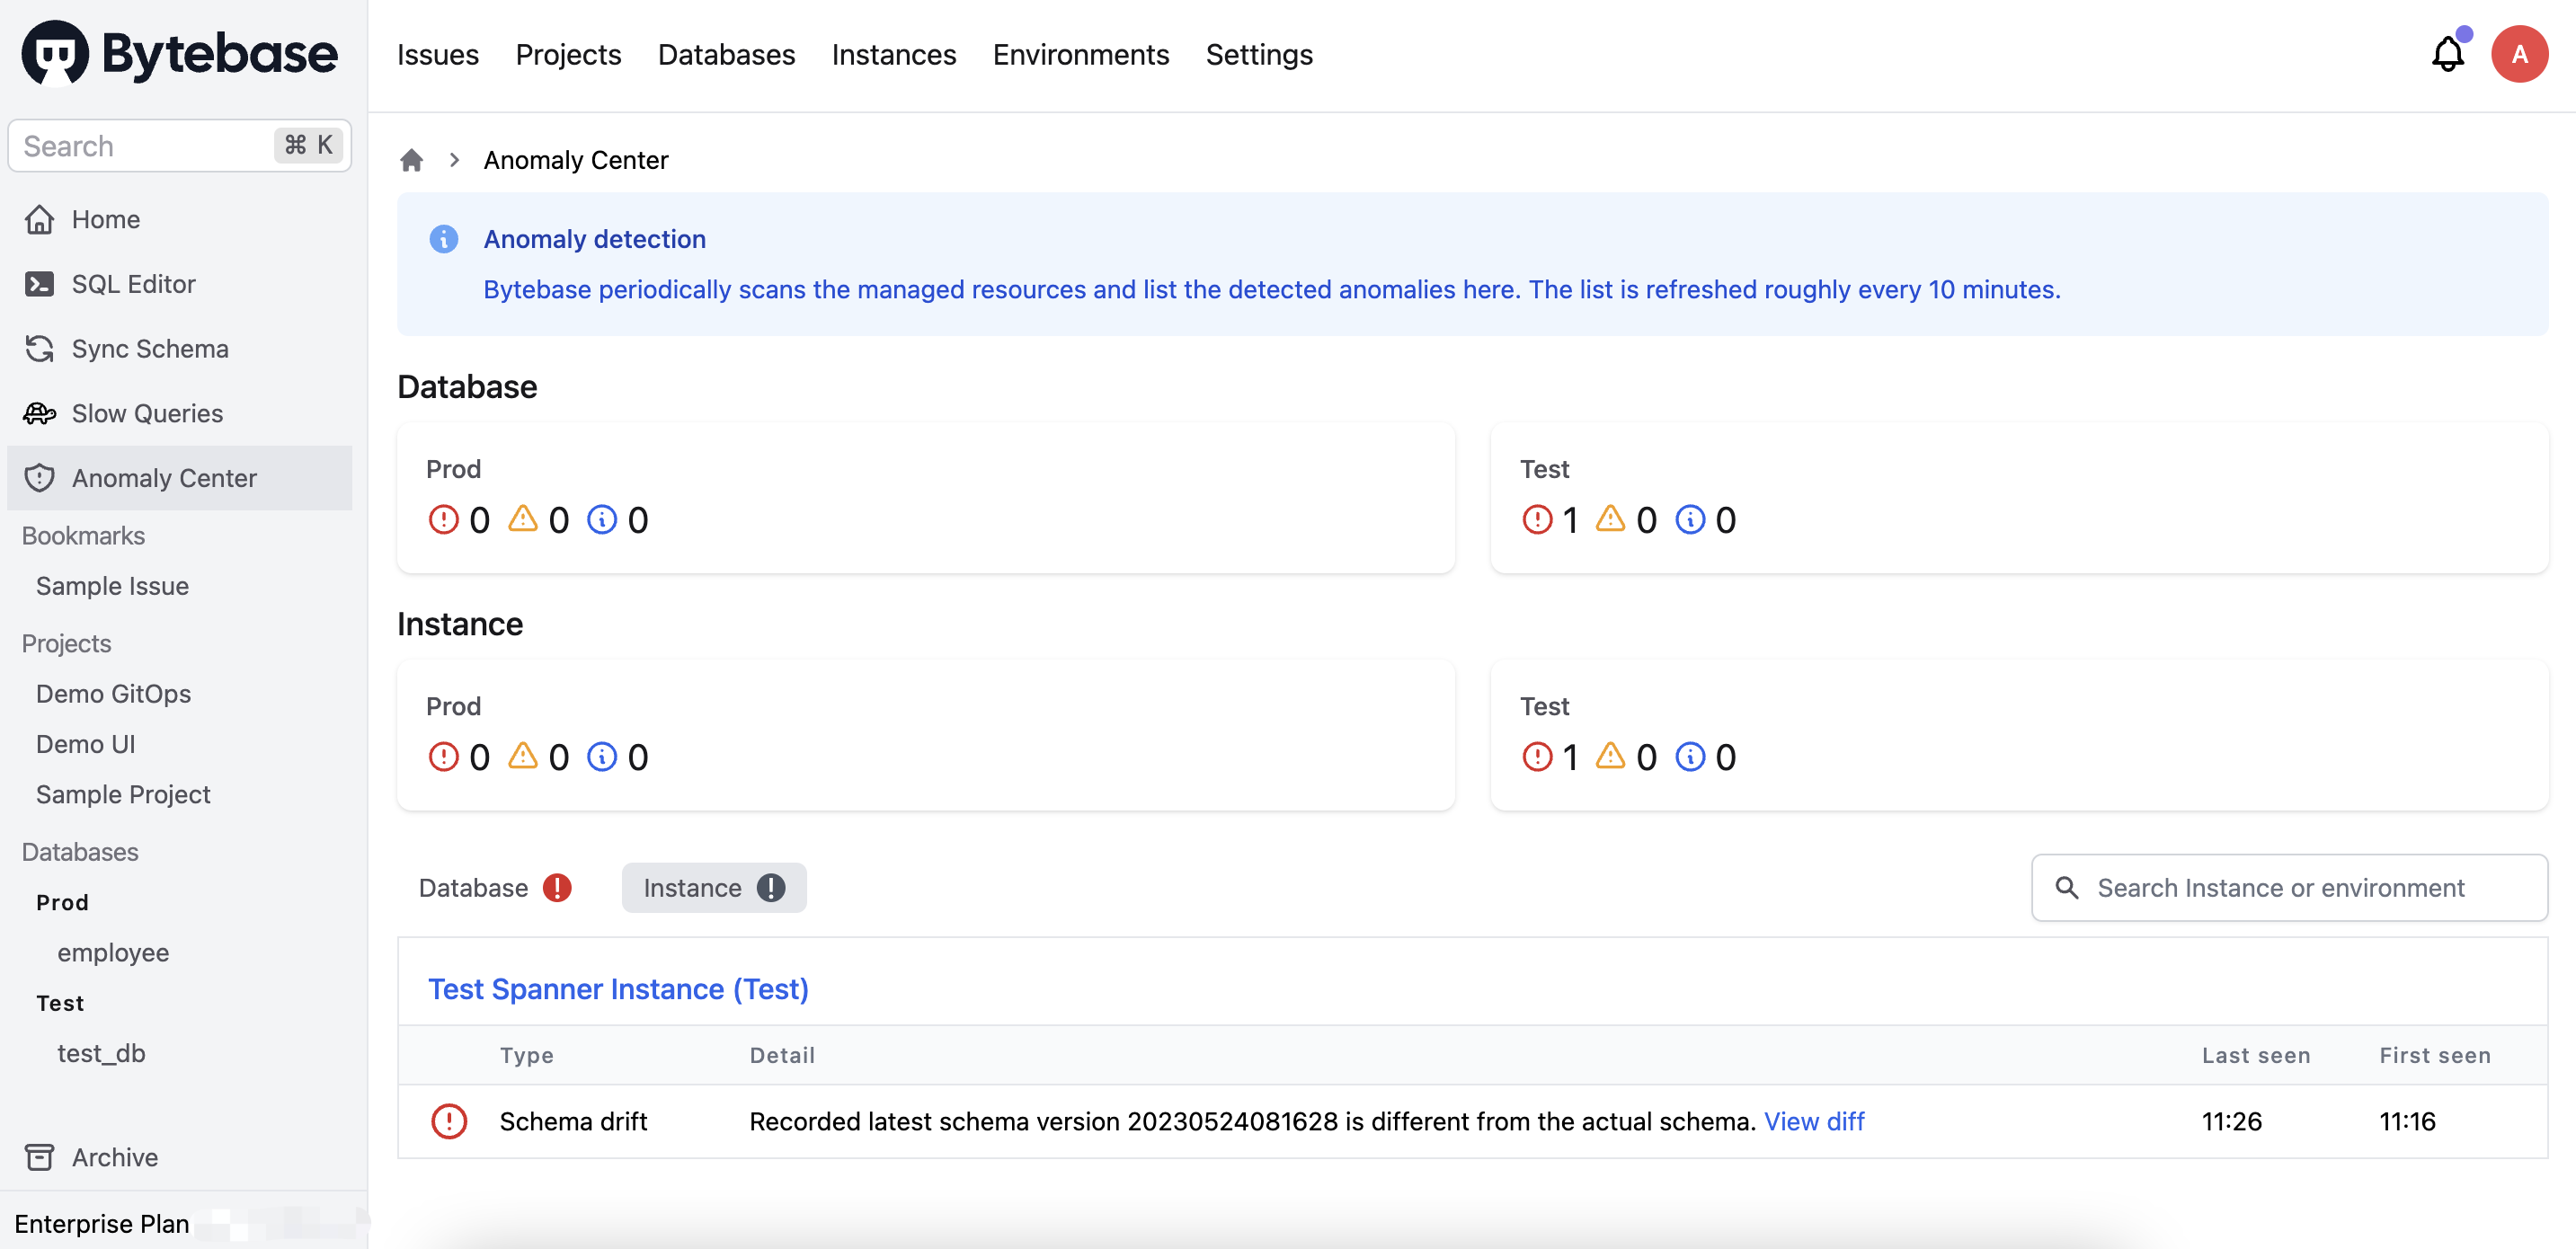 Bytebase
Search ⌘ K
Home
SQL Editor
Sync Schema
Slow Queries
Anomaly Center
Bookmarks
Sample Issue
Projects
Demo GitOps
Demo UI
Sample Project
Databases
Prod
employee
Test
test_db
Archive
Enterprise Plan
Issues Projects Databases Instances Environments Settings
A
Anomaly Center
Anomaly detection
Bytebase periodically scans the managed resources and list the detected anomalies here. The list is refreshed roughly every 10 minutes.
Database
Prod
0 0 0
Test
1 0 0
Instance
Prod
0 0 0
Test
1 0 0
Database Instance
Search Instance or environment
Test Spanner Instance (Test)
Type Detail Last seen First seen
Schema drift Recorded latest schema version 20230524081628 is different from the actual schema. View diff 11:26 11:16